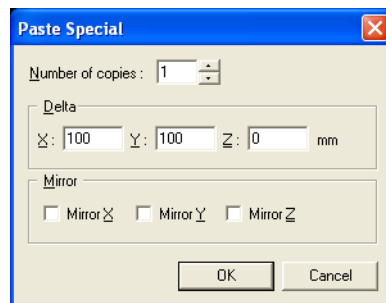 Paste Special
Number of copies : 1
Delta
X : 100 Y : 100 Z : 0 mm
Mirror
Mirror X Mirror Y Mirror Z
OK Cancel